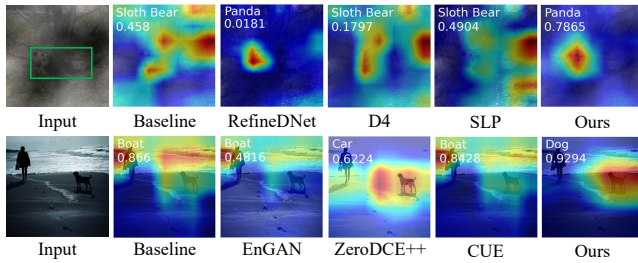 Sloth Bear Panda Sloth Bear Sloth Bear Panda
0.458 0.0181 0.1797 0.4904 0.7865
Input Baseline RefineDNet D4 SLP Ours
Boat Boat Car Boat Dog
0.866 0.4816 0.6224 0.8428 0.9294
Input Baseline EnGAN ZeroDCE++ CUE Ours